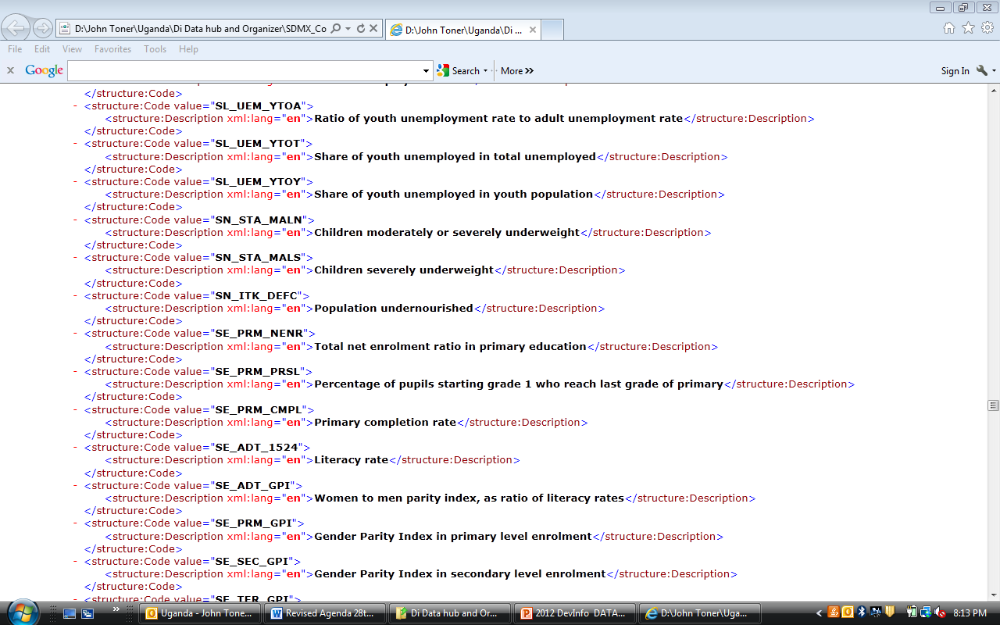 D:\John Toner\Uganda\Di Data hub and Organizer\SDMX_Co
D:\John Toner\Uganda\Di ...
File Edit View Favorites Tools Help
x Google Search More >> Sign In
</structure:Code>
- <structure:Code value="SL_UEM_YTOA">
<structure:Description xml:lang="en">Ratio of youth unemployment rate to adult unemployment rate</structure:Description>
</structure:Code>
- <structure:Code value="SL_UEM_YTOT">
<structure:Description xml:lang="en">Share of youth unemployed in total unemployed</structure:Description>
</structure:Code>
- <structure:Code value="SL_UEM_YTOY">
<structure:Description xml:lang="en">Share of youth unemployed in youth population</structure:Description>
</structure:Code>
- <structure:Code value="SN_STA_MALN">
<structure:Description xml:lang="en">Children moderately or severely underweight</structure:Description>
</structure:Code>
- <structure:Code value="SN_STA_MALS">
<structure:Description xml:lang="en">Children severely underweight</structure:Description>
</structure:Code>
- <structure:Code value="SN_ITK_DEFC">
<structure:Description xml:lang="en">Population undernourished</structure:Description>
</structure:Code>
- <structure:Code value="SE_PRM_NENR">
<structure:Description xml:lang="en">Total net enrolment ratio in primary education</structure:Description>
</structure:Code>
- <structure:Code value="SE_PRM_PRSL">
<structure:Description xml:lang="en">Percentage of pupils starting grade 1 who reach last grade of primary</structure:Description>
</structure:Code>
- <structure:Code value="SE_PRM_CMPL">
<structure:Description xml:lang="en">Primary completion rate</structure:Description>
</structure:Code>
- <structure:Code value="SE_ADT_1524">
<structure:Description xml:lang="en">Literacy rate</structure:Description>
</structure:Code>
- <structure:Code value="SE_ADT_GPI">
<structure:Description xml:lang="en">Women to men parity index, as ratio of literacy rates</structure:Description>
</structure:Code>
- <structure:Code value="SE_PRM_GPI">
<structure:Description xml:lang="en">Gender Parity Index in primary level enrolment</structure:Description>
</structure:Code>
- <structure:Code value="SE_SEC_GPI">
<structure:Description xml:lang="en">Gender Parity Index in secondary level enrolment</structure:Description>
</structure:Code>
- <structure:Code value="SE_TER_GPI">
Uganda - John Tone... Revised Agenda 28t... Di Data hub and Or... 2012 DevInfo DATA... D:\John Toner\Uga... 8:13 PM